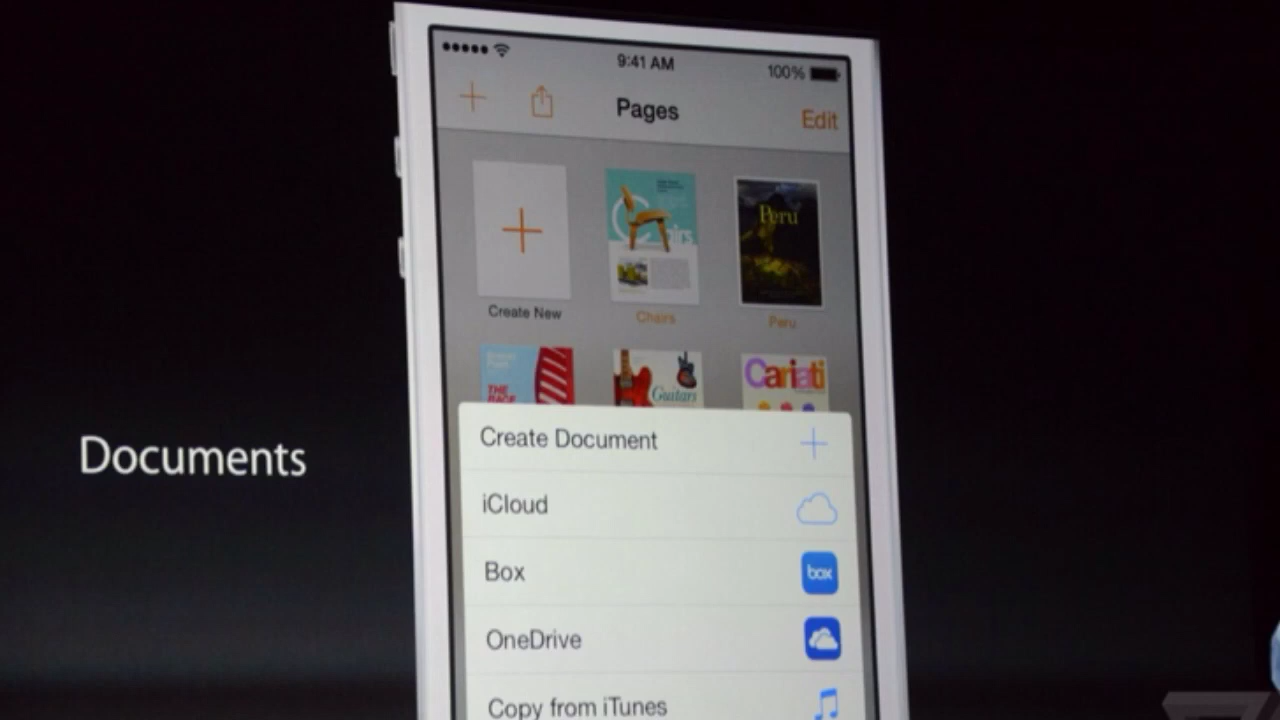 9:41 AM
100%
Pages
Edit
Peru
Create New
Chairs
Peru
THE
Guitars
Cariati
Documents
Create Document
iCloud
Box
box
OneDrive
Copy from iTunes